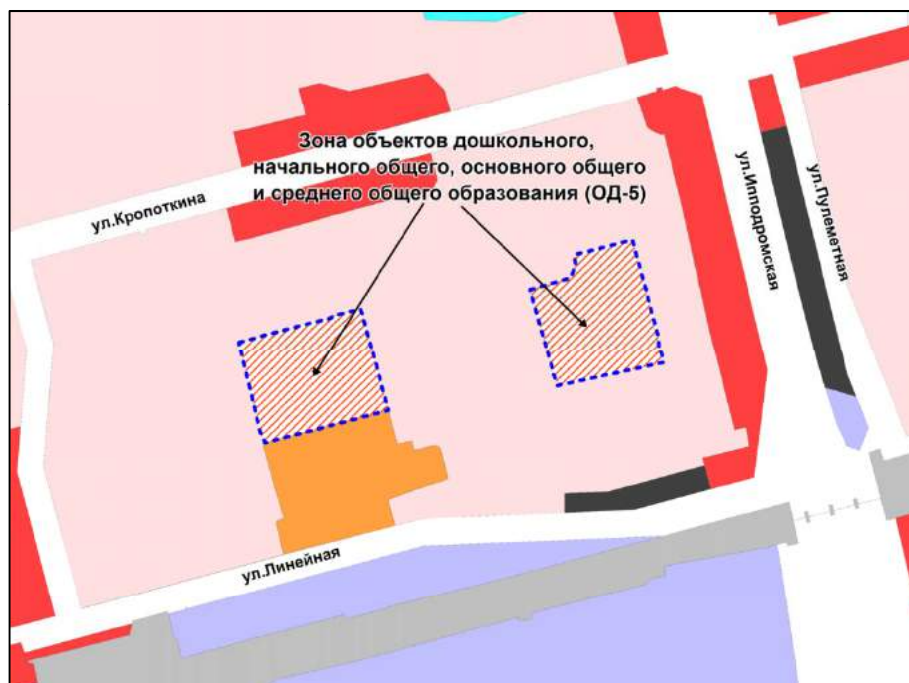 Зона объектов дошкольного,
начального общего, основного общего
и среднего общего образования (ОД-5)
ул.Кропоткина
ул.Ипподромская
ул.Пулеметная
ул.Линейная